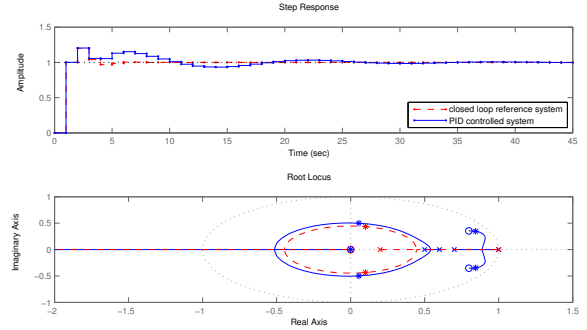 Step Response
1.5
1
0.5
0
Amplitude
0 5 10 15 20 25 30 35 40 45
Time (sec)
closed loop reference system
PID controlled system
Root Locus
1
0.5
0
−0.5
−1
Imaginary Axis
−2 −1.5 −1 −0.5 0 0.5 1 1.5
Real Axis